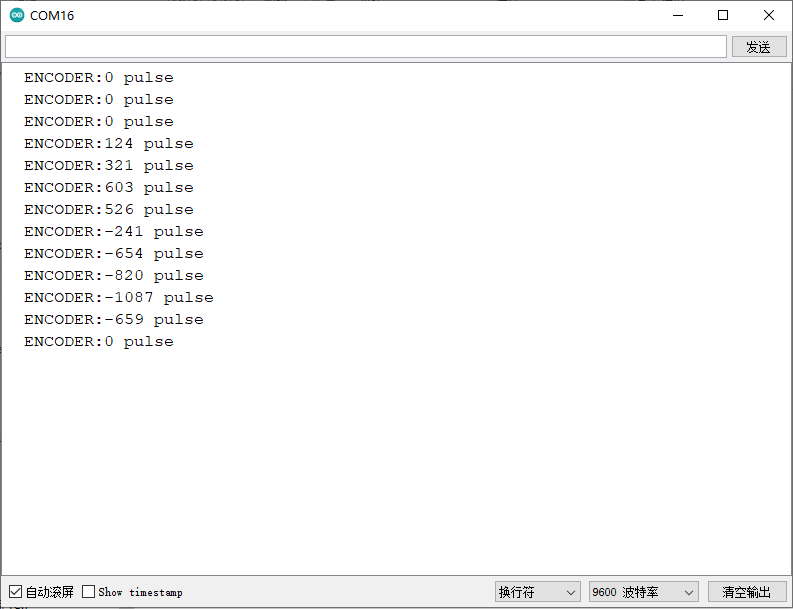 COM16
发送
ENCODER:0 pulse
ENCODER:0 pulse
ENCODER:0 pulse
ENCODER:124 pulse
ENCODER:321 pulse
ENCODER:603 pulse
ENCODER:526 pulse
ENCODER:-241 pulse
ENCODER:-654 pulse
ENCODER:-820 pulse
ENCODER:-1087 pulse
ENCODER:-659 pulse
ENCODER:0 pulse
自动滚屏 Show timestamp 换行符 9600 波特率 清空输出